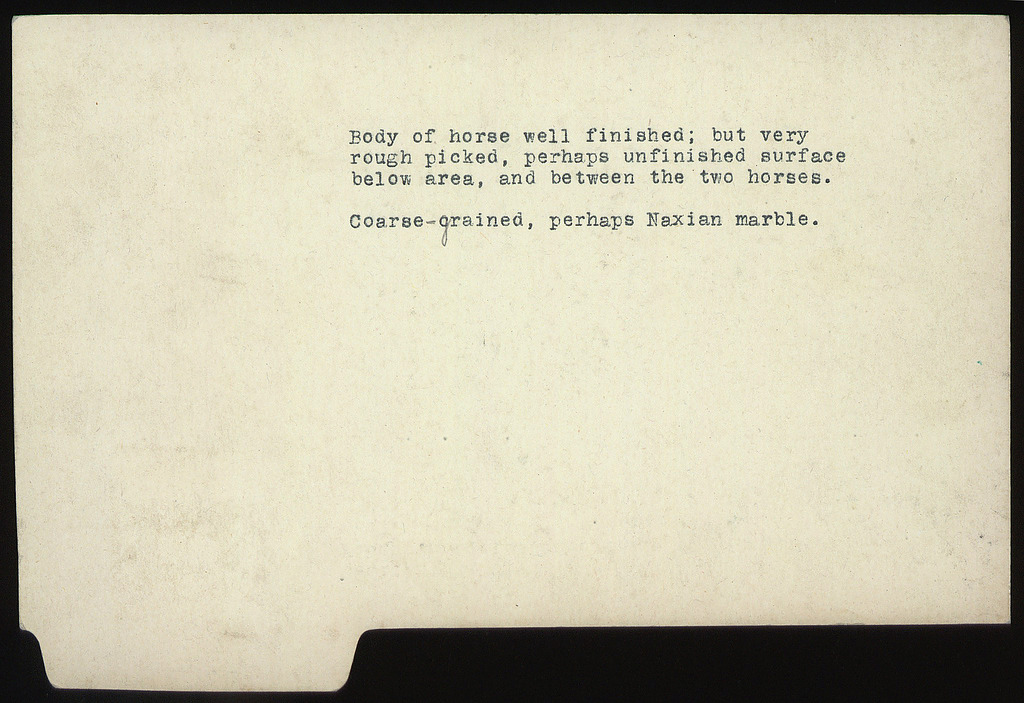 Body of horse well finished; but very
rough picked, perhaps unfinished surface
below area, and between the two horses.
Coarse-grained, perhaps Naxian marble.